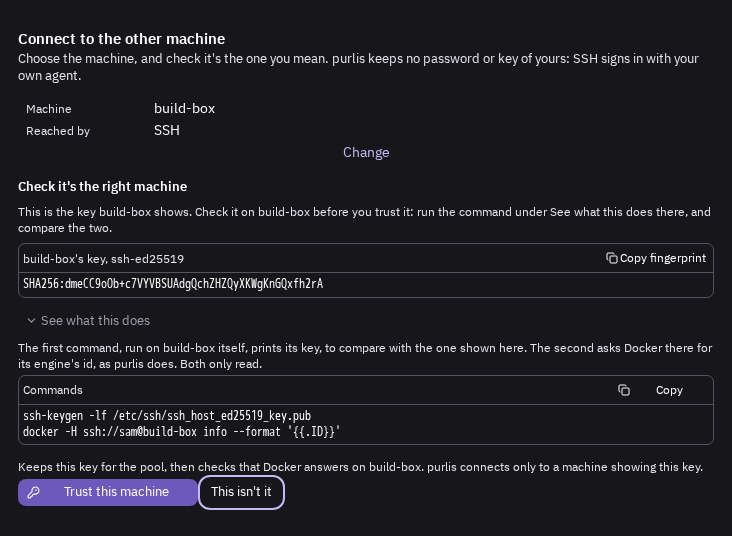 Connect to the other machine
Choose the machine, and check it's the one you mean. purlis keeps no password or key of yours: SSH signs in with your
own agent.
Machine build-box
Reached by SSH
Change
Check it's the right machine
This is the key build-box shows. Check it on build-box before you trust it: run the command under See what this does there, and
compare the two.
build-box's key, ssh-ed25519 Copy fingerprint
SHA256:dmeCC9oOb+c7VYVBSUAdgQchZHZQyXKWgKnGQxfh2rA
See what this does
The first command, run on build-box itself, prints its key, to compare with the one shown here. The second asks Docker there for
its engine's id, as purlis does. Both only read.
Commands Copy
ssh-keygen -lf /etc/ssh/ssh_host_ed25519_key.pub
docker -H ssh://sam@build-box info --format '{{.ID}}'
Keeps this key for the pool, then checks that Docker answers on build-box. purlis connects only to a machine showing this key.
Trust this machine This isn't it